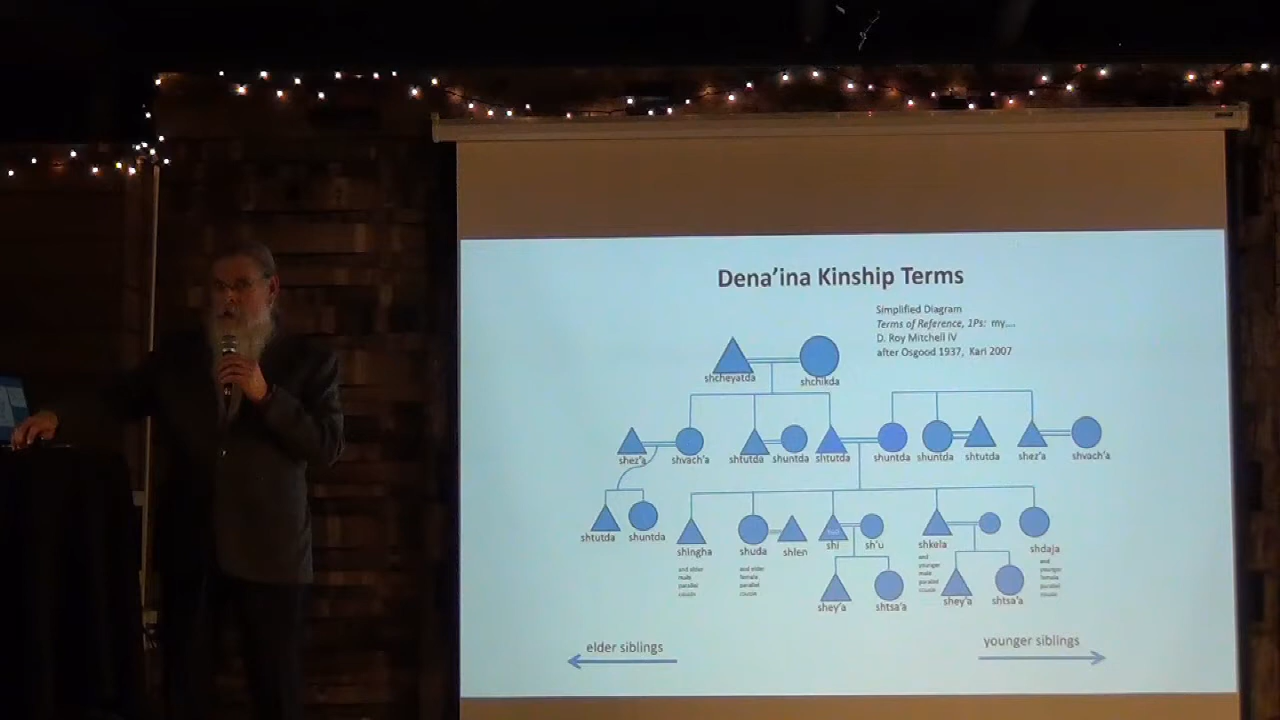 Dena'ina Kinship Terms
Simplified Diagram
Terms of Reference, 1Ps: my....
D. Roy Mitchell IV
after Osgood 1937, Kari 2007
shcheyatda
shchikda
shez'a
shvach'a
shtutda
shuntda
shtutda
shuntda
shuntda
shtutda
shez'a
shvach'a
shtutda
shuntda
shingha
and elder
male
parallel
cousin
shuda
and elder
female
parallel
cousin
shlen
shi
sh'u
shkela
and
younger
male
parallel
cousin
shdaja
and
younger
female
parallel
cousin
shey'a
shtsa'a
shey'a
shtsa'a
elder siblings
younger siblings